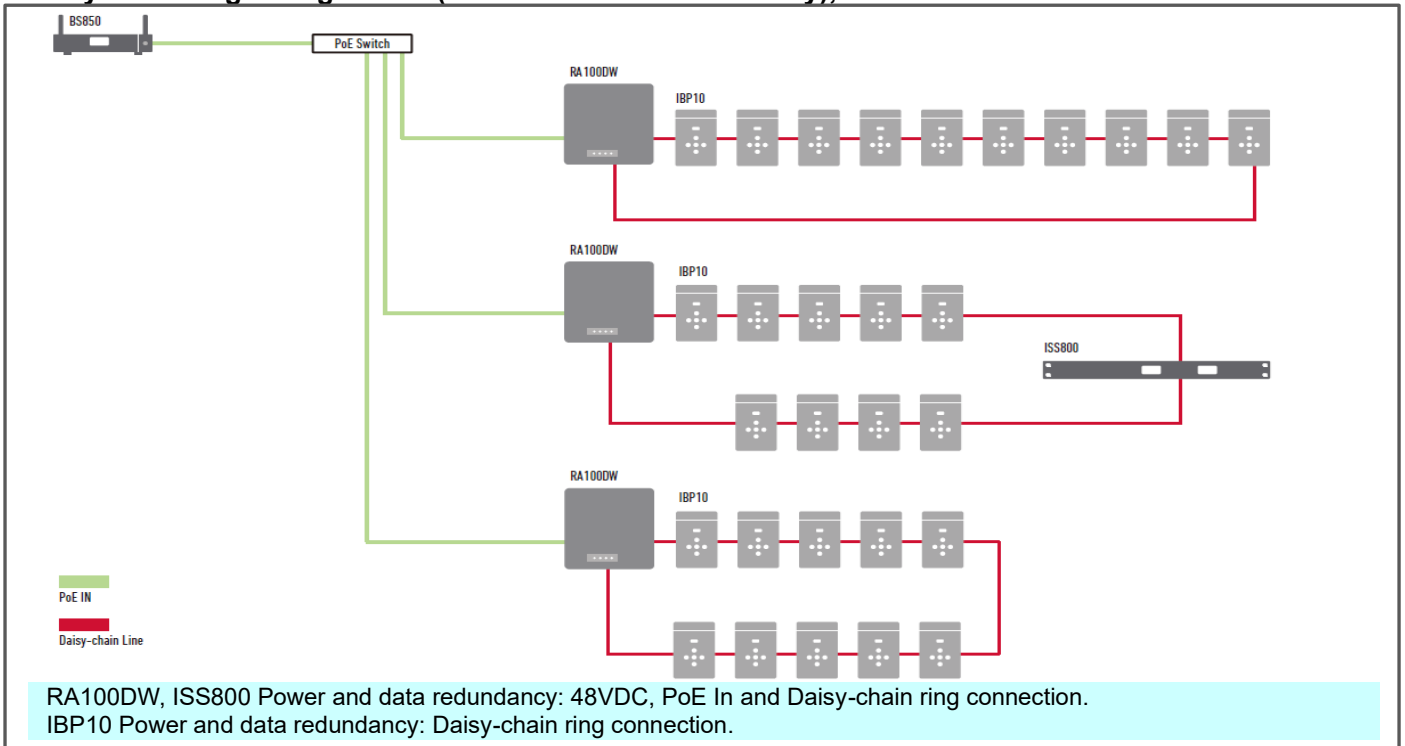 BS850
PoE Switch
RA100DW
IBP10
RA100DW
IBP10
ISS800
RA100DW
IBP10
PoE IN
Daisy-chain Line
RA100DW, ISS800 Power and data redundancy: 48VDC, PoE In and Daisy-chain ring connection.
IBP10 Power and data redundancy: Daisy-chain ring connection.